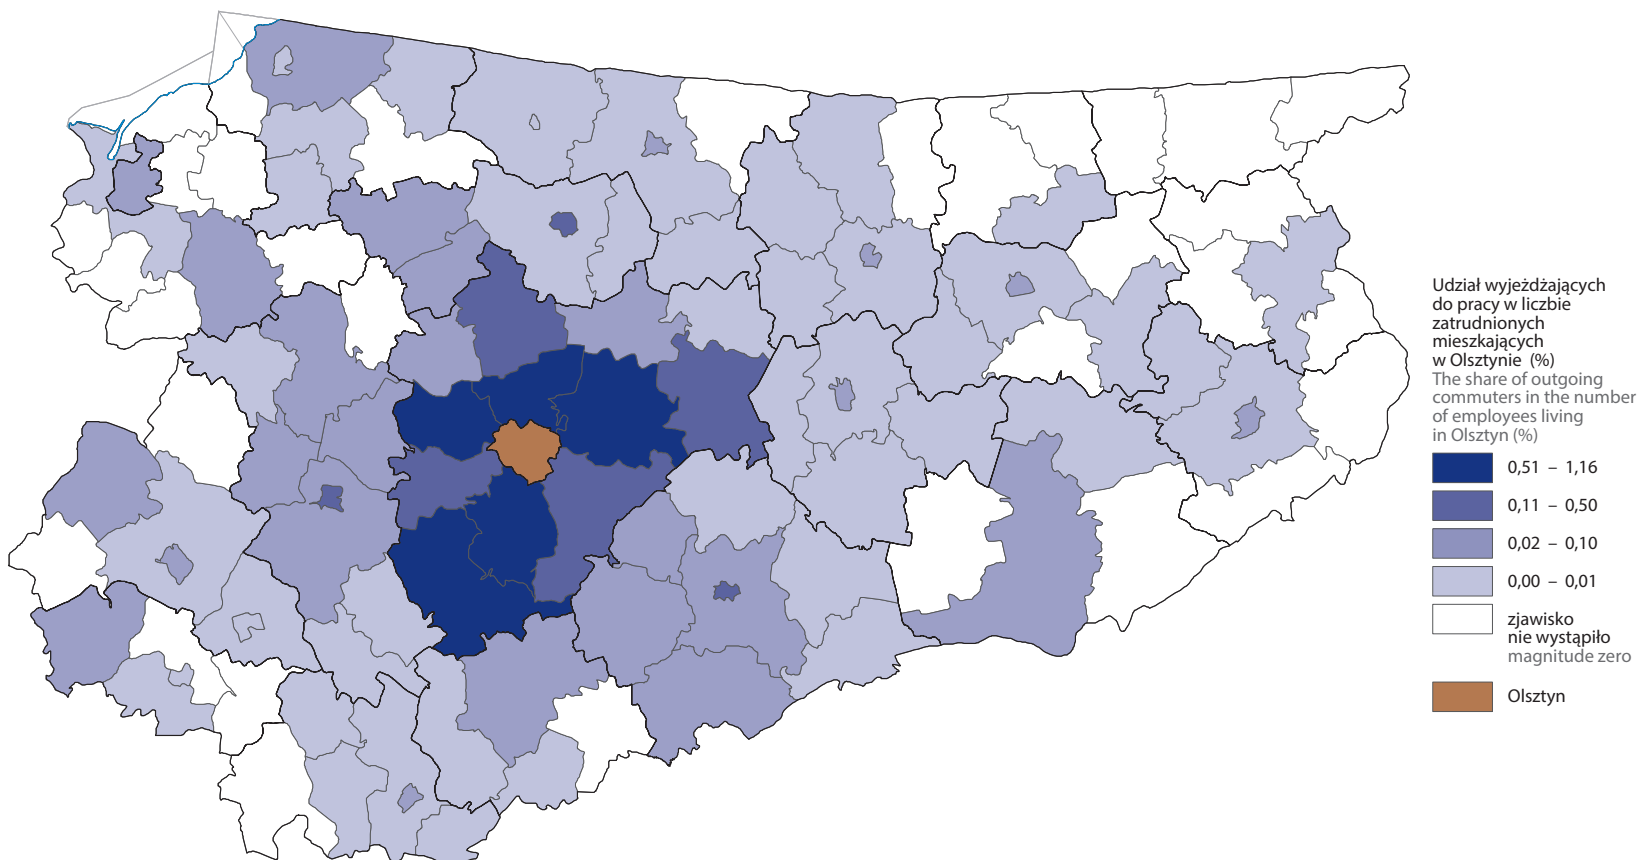 Udział wyjeżdżających
do pracy w liczbie
zatrudnionych
mieszkających
w Olsztynie (%)
The share of outgoing
commuters in the number
of employees living
in Olsztyn (%)
0,51 – 1,16
0,11 – 0,50
0,02 – 0,10
0,00 – 0,01
zjawisko
nie wystąpiło
magnitude zero
Olsztyn